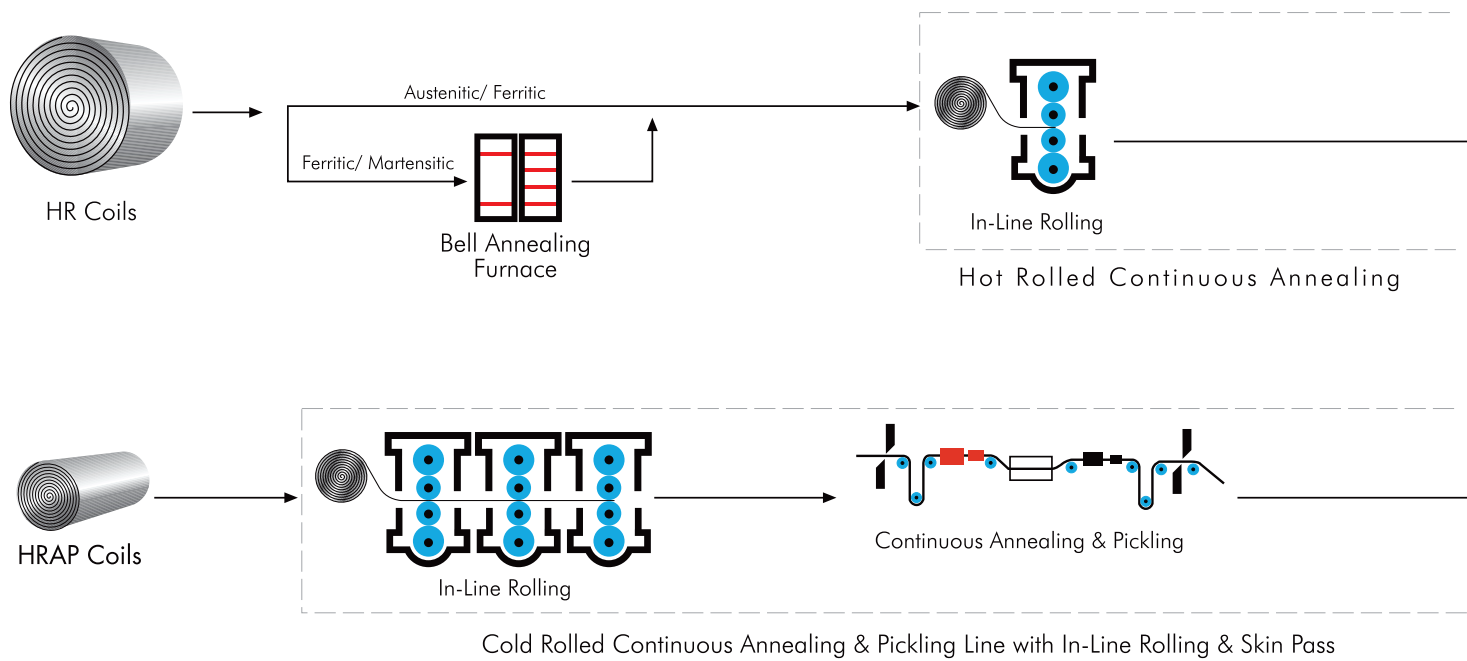 Austenitic/ Ferritic
Ferritic/ Martensitic
HR Coils
Bell Annealing
Furnace
In-Line Rolling
Hot Rolled Continuous Annealing
HRAP Coils
In-Line Rolling
Continuous Annealing & Pickling
Cold Rolled Continuous Annealing & Pickling Line with In-Line Rolling & Skin Pass